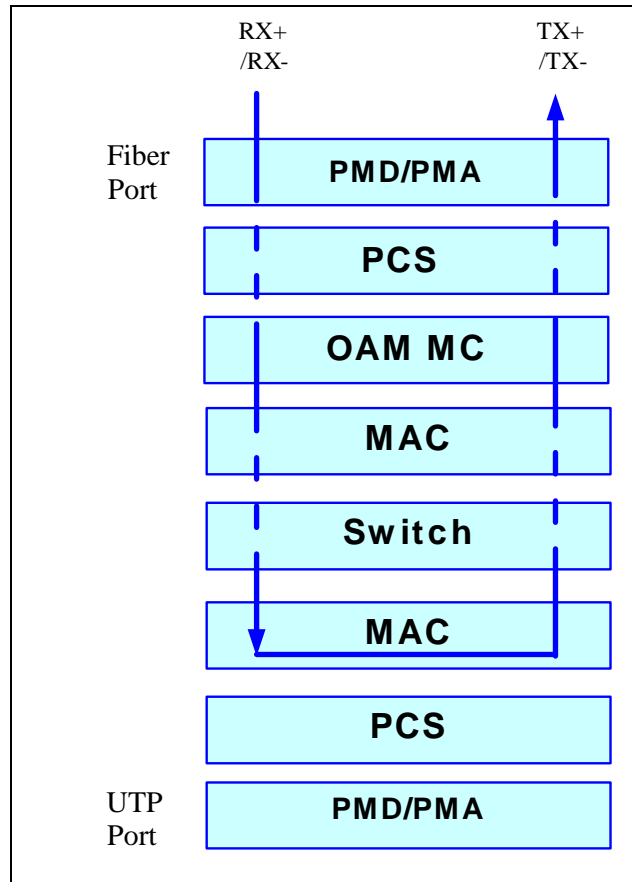 RX+ TX+
/RX- /TX-
Fiber
Port
PMD/PMA
PCS
OAM MC
MAC
Switch
MAC
PCS
UTP
Port
PMD/PMA